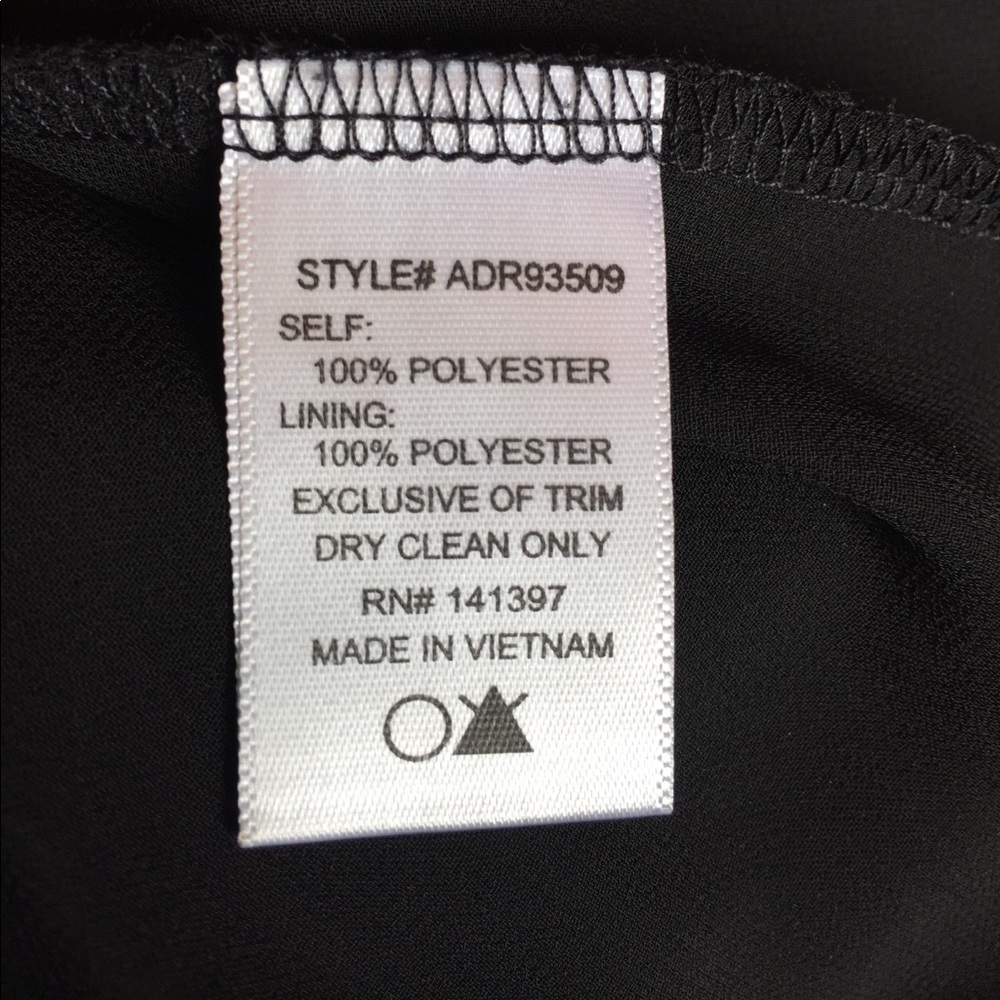 STYLE# ADR93509
SELF:
100% POLYESTER
LINING:
100% POLYESTER
EXCLUSIVE OF TRIM
DRY CLEAN ONLY
RN# 141397
MADE IN VIETNAM